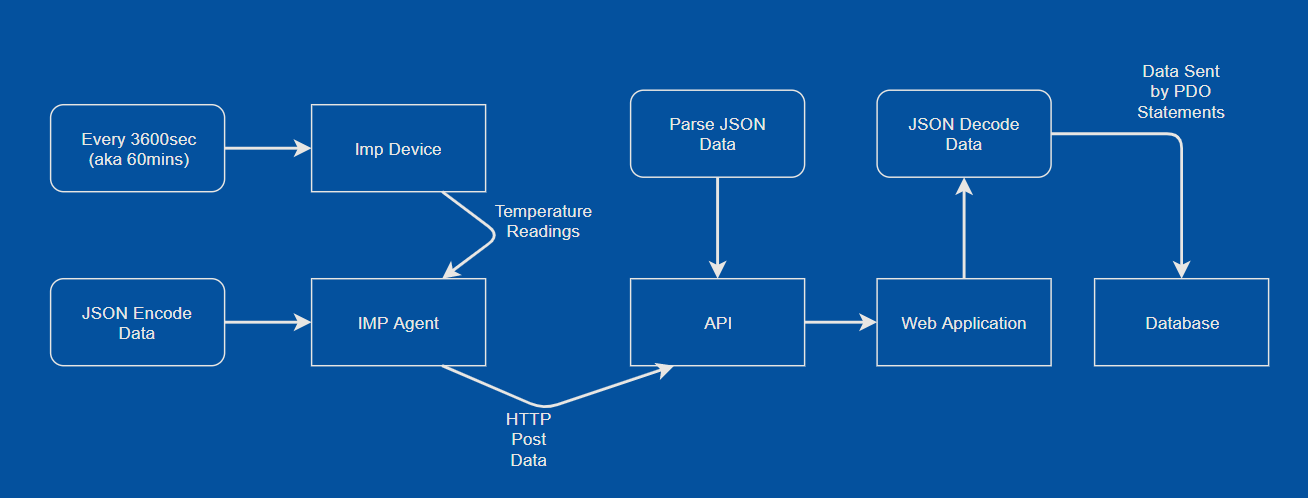 Every 3600sec
(aka 60mins)
Imp Device
Temperature
Readings
JSON Encode
Data
IMP Agent
HTTP
Post
Data
Parse JSON
Data
API
Web Application
JSON Decode
Data
Data Sent
by PDO
Statements
Database